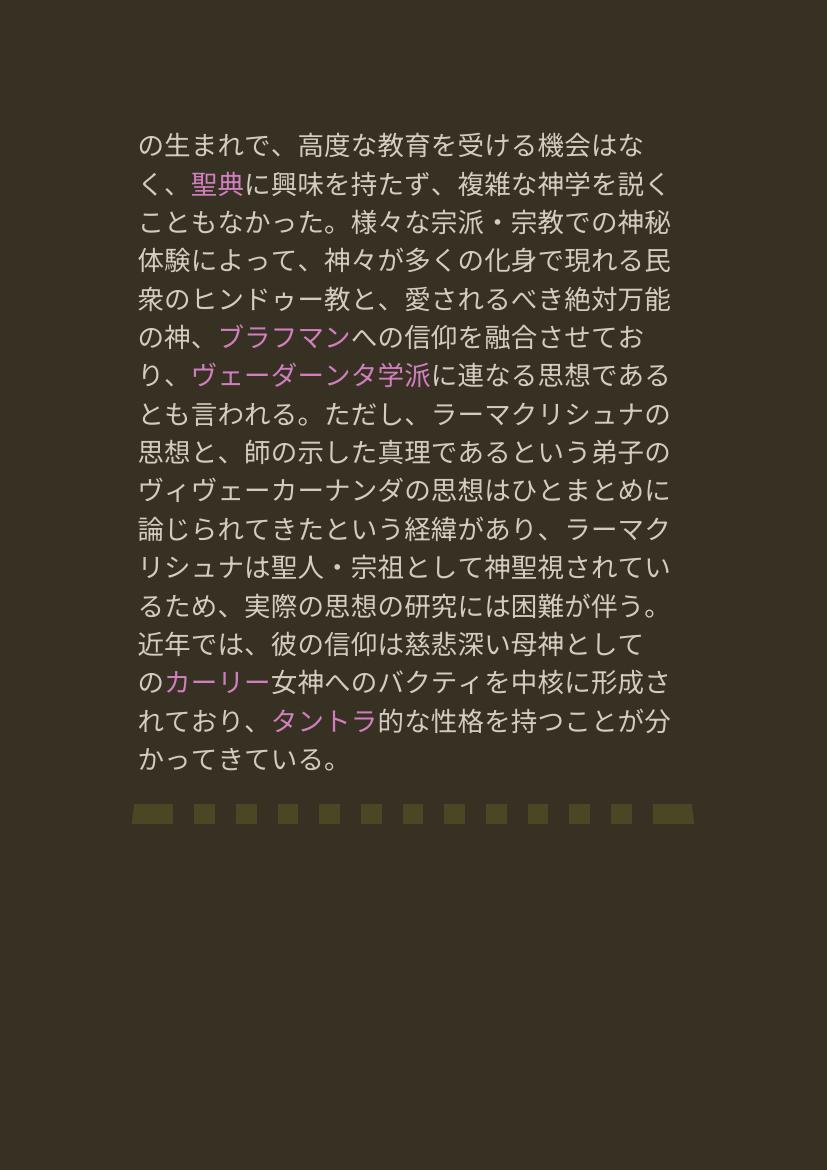 の生まれで、高度な教育を受ける機会はな
く、聖典に興味を持たず、複雑な神学を説く
こともなかった。様々な宗派・宗教での神秘
体験によって、神々が多くの化身で現れる民
衆のヒンドゥー教と、愛されるべき絶対万能
の神、ブラフマンへの信仰を融合させてお
り、ヴェーダーンタ学派に連なる思想である
とも言われる。ただし、ラーマクリシュナの
思想と、師の示した真理であるという弟子の
ヴィヴェーカーナンダの思想はひとまとめに
論じられてきたという経緯があり、ラーマク
リシュナは聖人・宗祖として神聖視されてい
るため、実際の思想の研究には困難が伴う。
近年では、彼の信仰は慈悲深い母神として
のカーリー女神へのバクティを中核に形成さ
れており、タントラ的な性格を持つことが分
かってきている。